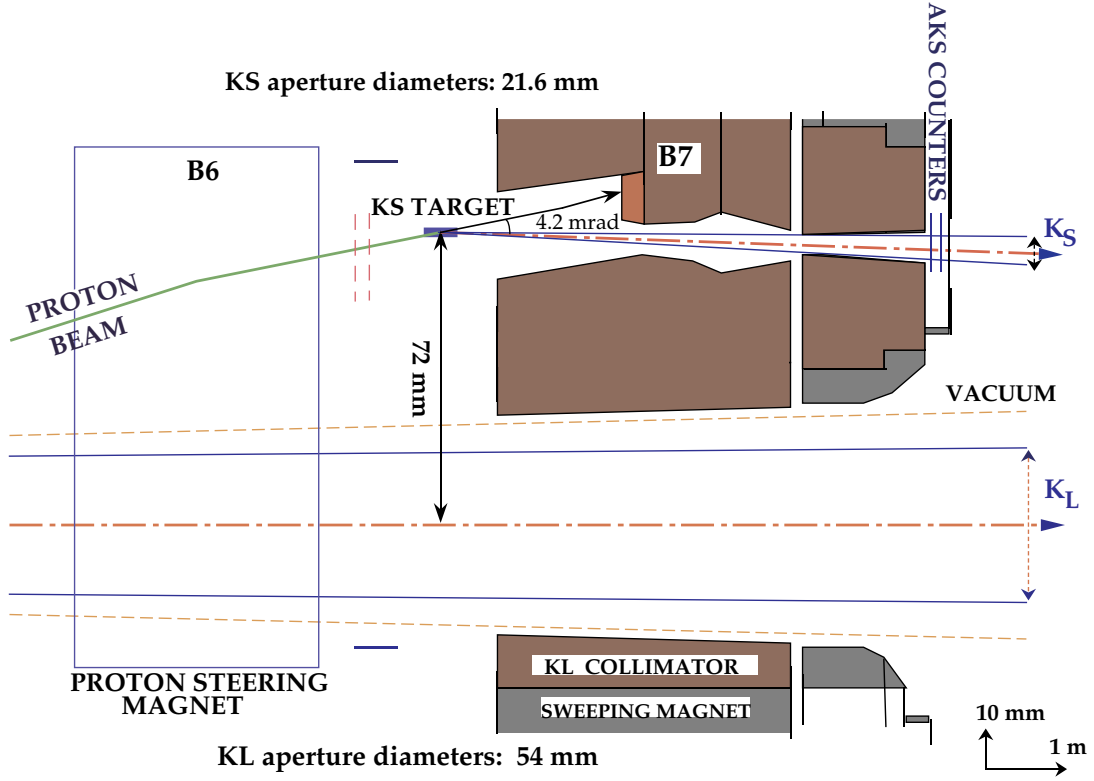 KS aperture diameters: 21.6 mm
AKS COUNTERS
B6
B7
KS TARGET
4.2 mrad
KS
PROTON
BEAM
72 mm
VACUUM
KL
KL COLLIMATOR
PROTON STEERING
MAGNET
SWEEPING MAGNET
10 mm
1 m
KL aperture diameters: 54 mm